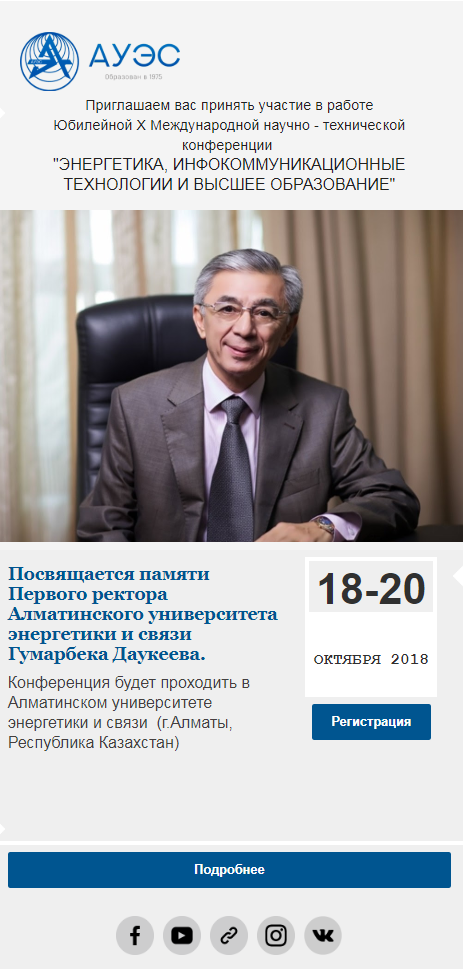 АУЭС
Образован в 1975
Приглашаем вас принять участие в работе
Юбилейной X Международной научно - технической
конференции
"ЭНЕРГЕТИКА, ИНФОКОММУНИКАЦИОННЫЕ
ТЕХНОЛОГИИ И ВЫСШЕЕ ОБРАЗОВАНИЕ"
Посвящается памяти
Первого ректора
Алматинского университета
энергетики и связи
Гумарбека Даукеева.
Конференция будет проходить в
Алматинском университете
энергетики и связи (г.Алматы,
Республика Казахстан)
18-20
ОКТЯБРЯ 2018
Регистрация
Подробнее